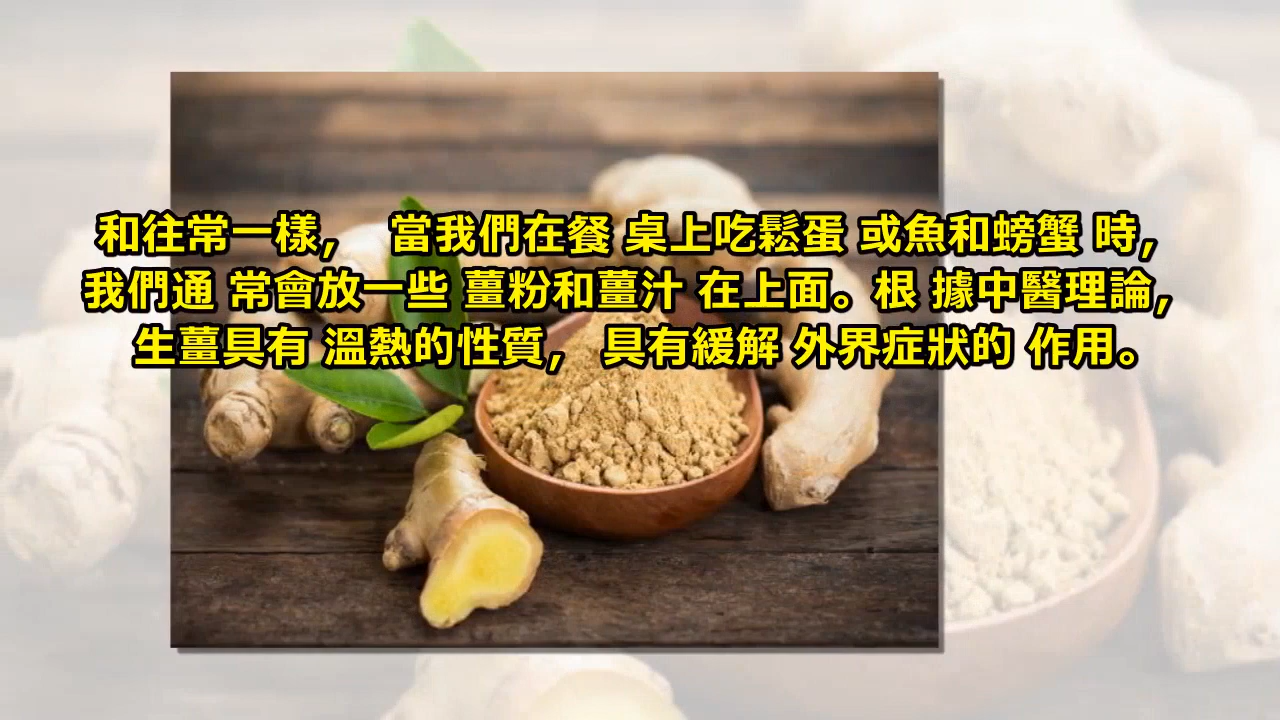 和往常一樣， 當我們在餐 桌上吃鬆蛋 或魚和螃蟹 時，
我們通 常會放一些 薑粉和薑汁 在上面。根 據中醫理論，
生薑具有 溫熱的性質， 具有緩解 外界症狀的 作用。